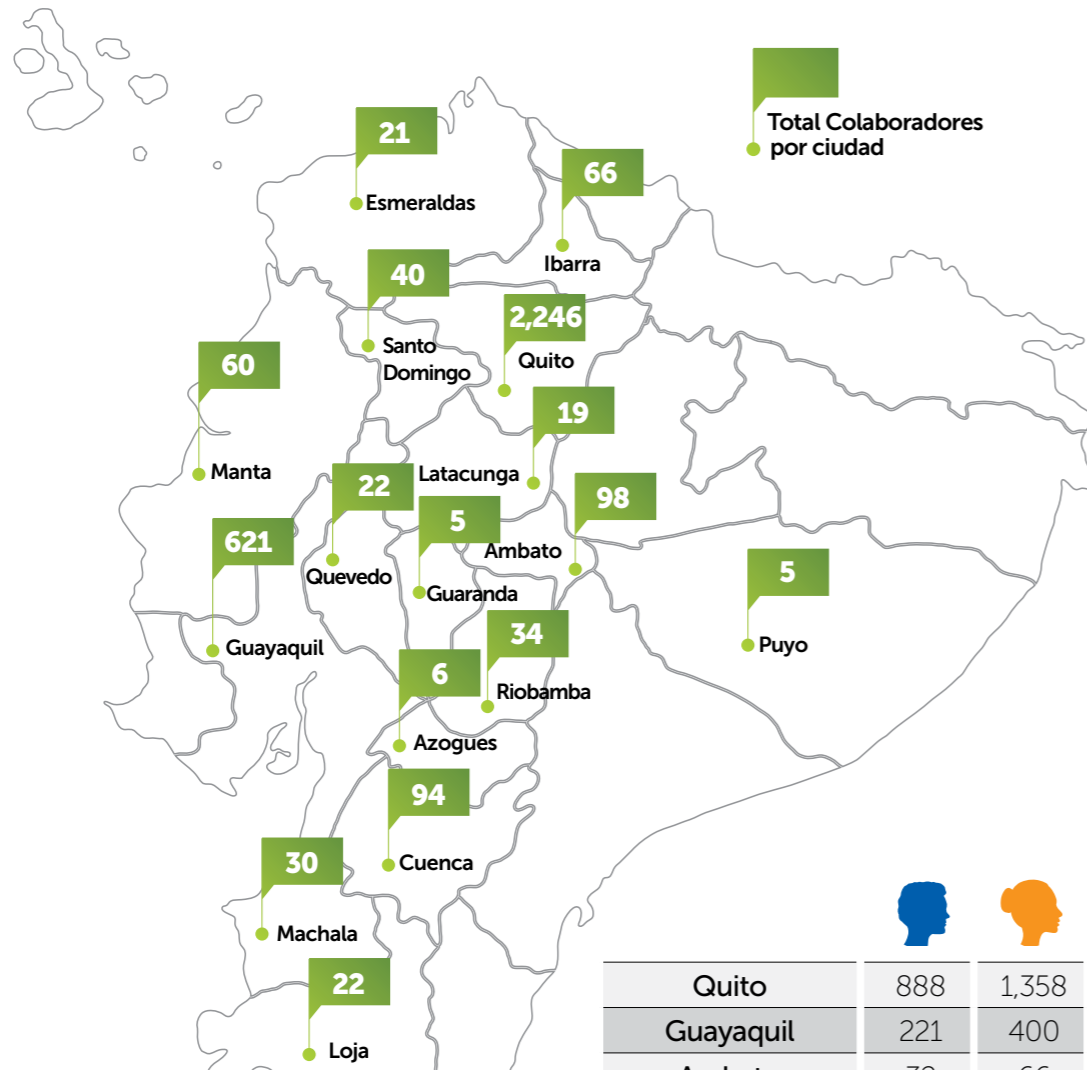 Total Colaboradores
por ciudad
21
Esmeraldas
66
Ibarra
40
Santo
Domingo
2,246
Quito
60
Manta
19
Latacunga
22
Quevedo
5
Guaranda
98
Ambato
621
Guayaquil
5
Puyo
34
Riobamba
6
Azogues
94
Cuenca
30
Machala
22
Loja
Quito 888 1,358
Guayaquil 221 400